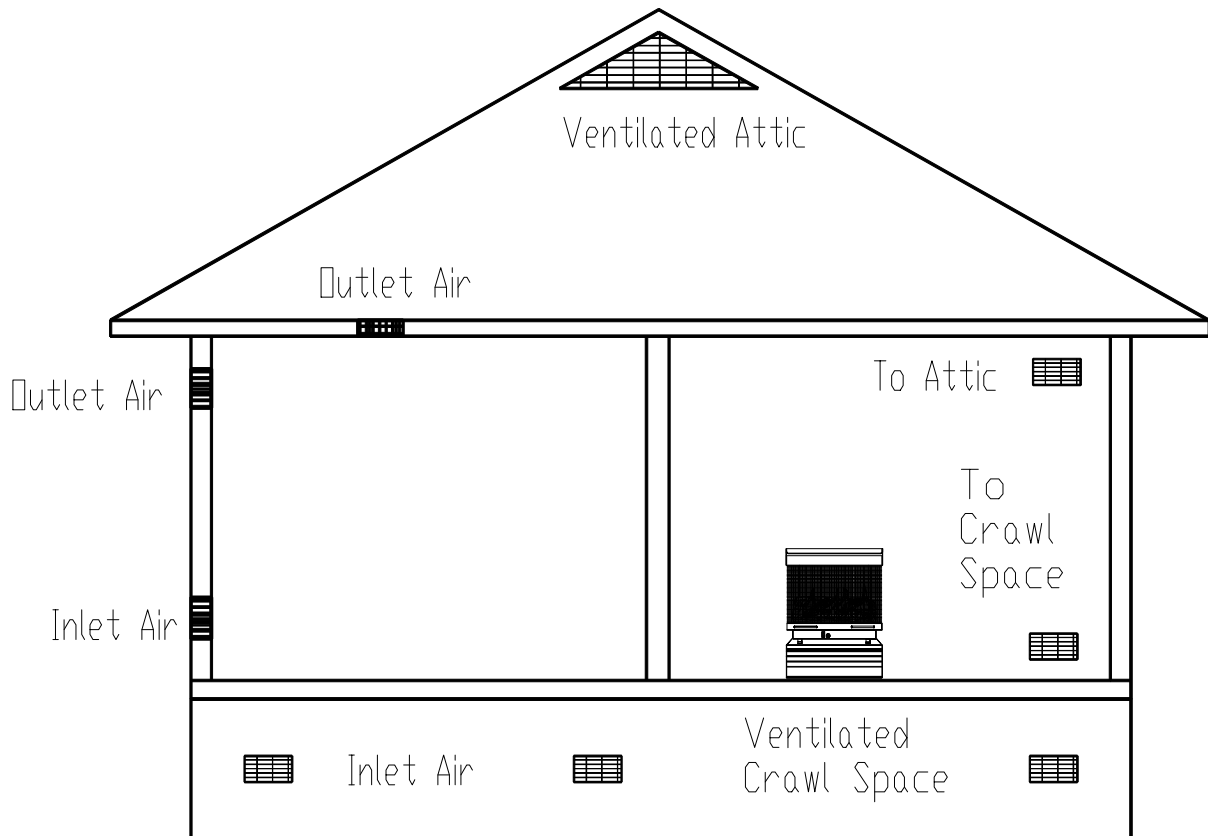 Ventilated Attic
Outlet Air
To Attic
Outlet Air
To
Crawl
Space
Inlet Air
Ventilated
Crawl Space
Inlet Air